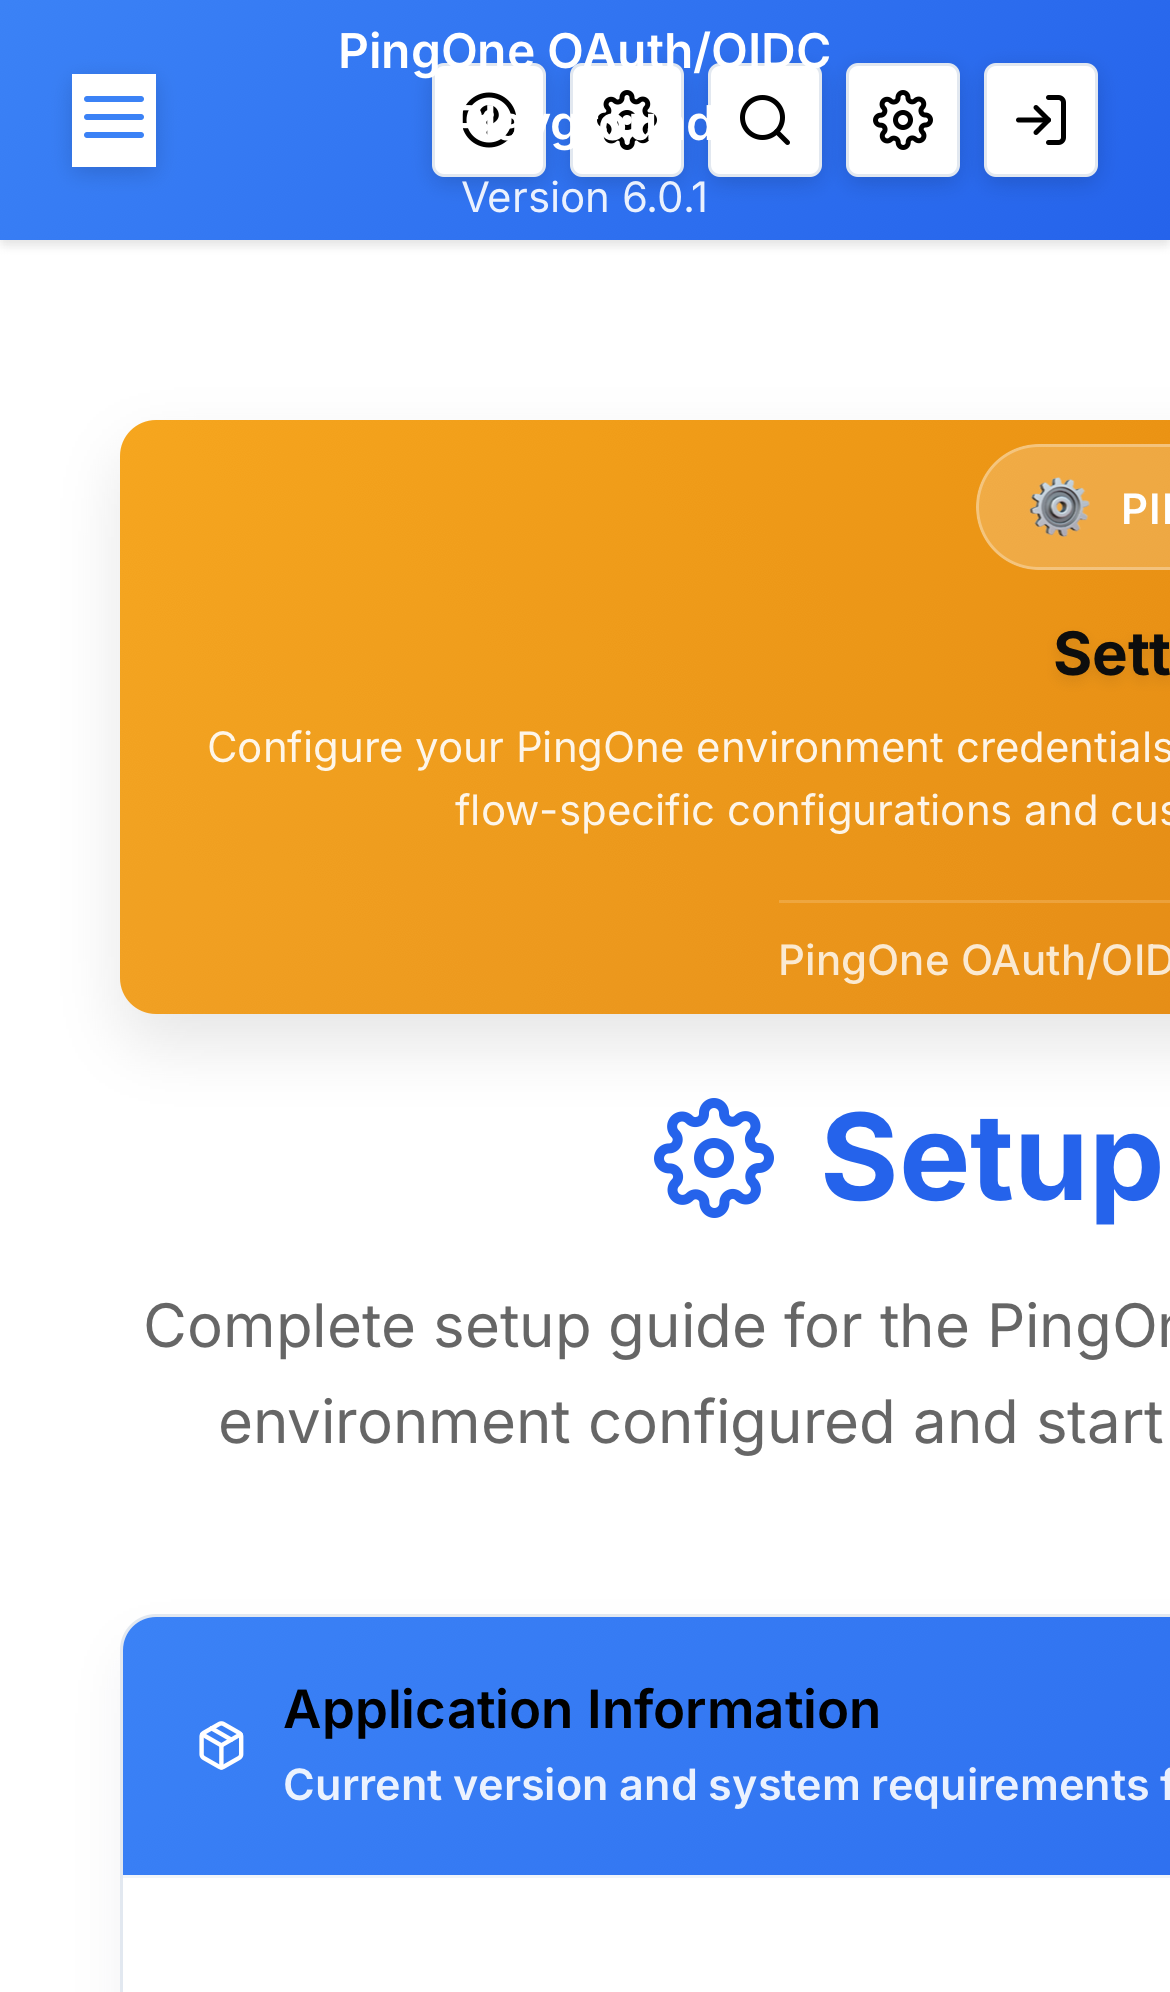 PingOne OAuth/OIDC
Playground
Version 6.0.1
PI
Sett
Configure your PingOne environment credentials
flow-specific configurations and cus
PingOne OAuth/OID
Setup
Complete setup guide for the PingOn
environment configured and start
Application Information
Current version and system requirements f